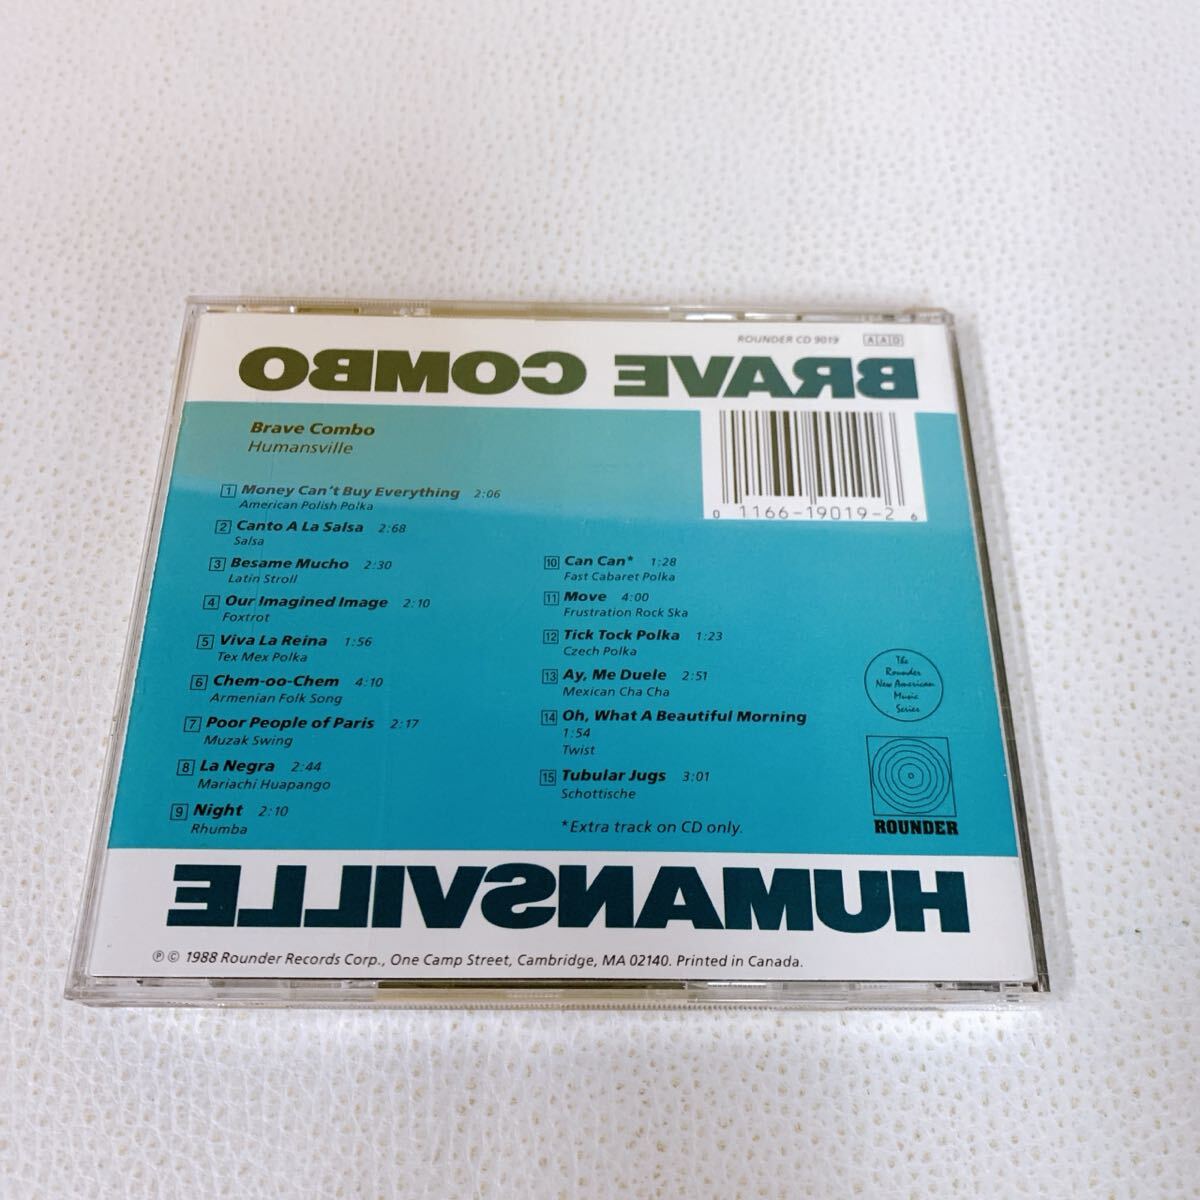 ROUNDER CD 9019 AAD
BRAVE COMBO
Brave Combo
Humansville
0 1166-19019-2 6
1 Money Can't Buy Everything 2:06
American Polish Polka
2 Canto A La Salsa 2:68
Salsa
3 Besame Mucho 2:30
Latin Stroll
4 Our Imagined Image 2:10
Foxtrot
5 Viva La Reina 1:56
Tex Mex Polka
6 Chem-oo-Chem 4:10
Armenian Folk Song
7 Poor People of Paris 2:17
Muzak Swing
8 La Negra 2:44
Mariachi Huapango
9 Night 2:10
Rhumba
10 Can Can* 1:28
Fast Cabaret Polka
11 Move 4:00
Frustration Rock Ska
12 Tick Tock Polka 1:23
Czech Polka
13 Ay, Me Duele 2:51
Mexican Cha Cha
14 Oh, What A Beautiful Morning
1:54
Twist
15 Tubular Jugs 3:01
Schottische
*Extra track on CD only.
The
Rounder
New American
Music
Series
ROUNDER
HUMANSVILLE
℗ © 1988 Rounder Records Corp., One Camp Street, Cambridge, MA 02140. Printed in Canada.